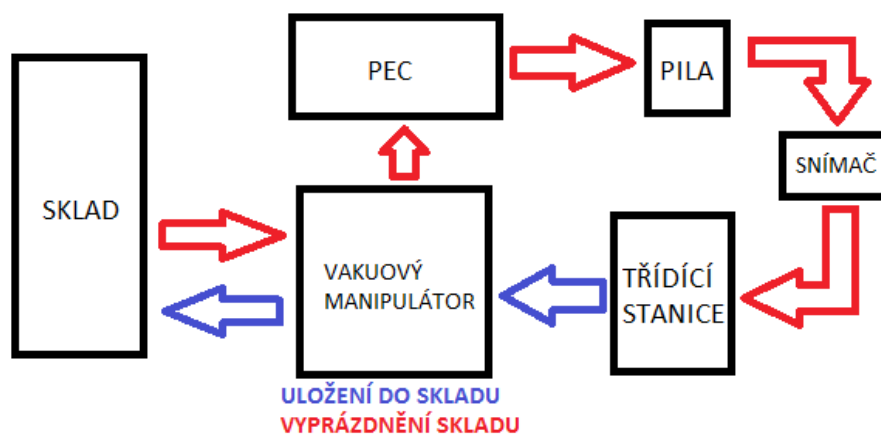 PEC
PILA
SNÍMAČ
SKLAD
VAKUOVÝ
MANIPULÁTOR
TŘÍDÍCÍ
STANICE
ULOŽENÍ DO SKLADU
VYPRÁZDNĚNÍ SKLADU